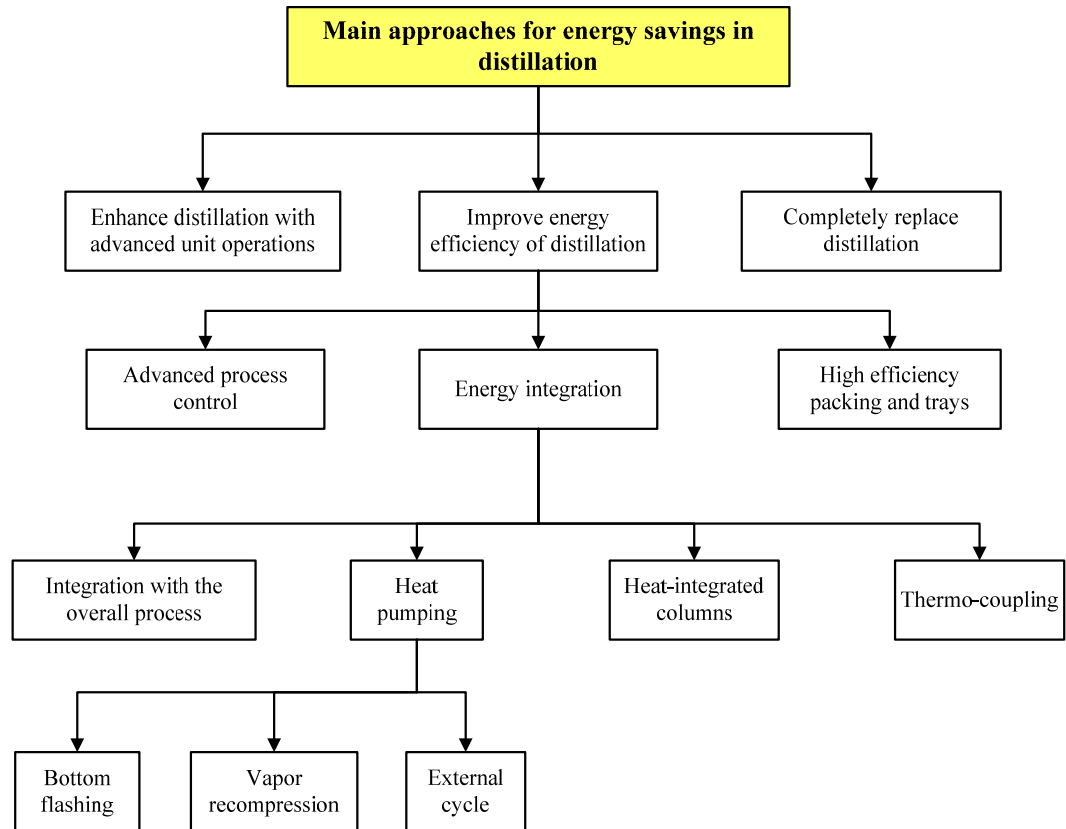 Main approaches for energy savings in
distillation
Enhance distillation with
advanced unit operations
Improve energy
efficiency of distillation
Completely replace
distillation
Advanced process
control
Energy integration
High efficiency
packing and trays
Integration with the
overall process
Heat
pumping
Heat-integrated
columns
Thermo-coupling
Bottom
flashing
Vapor
recompression
External
cycle